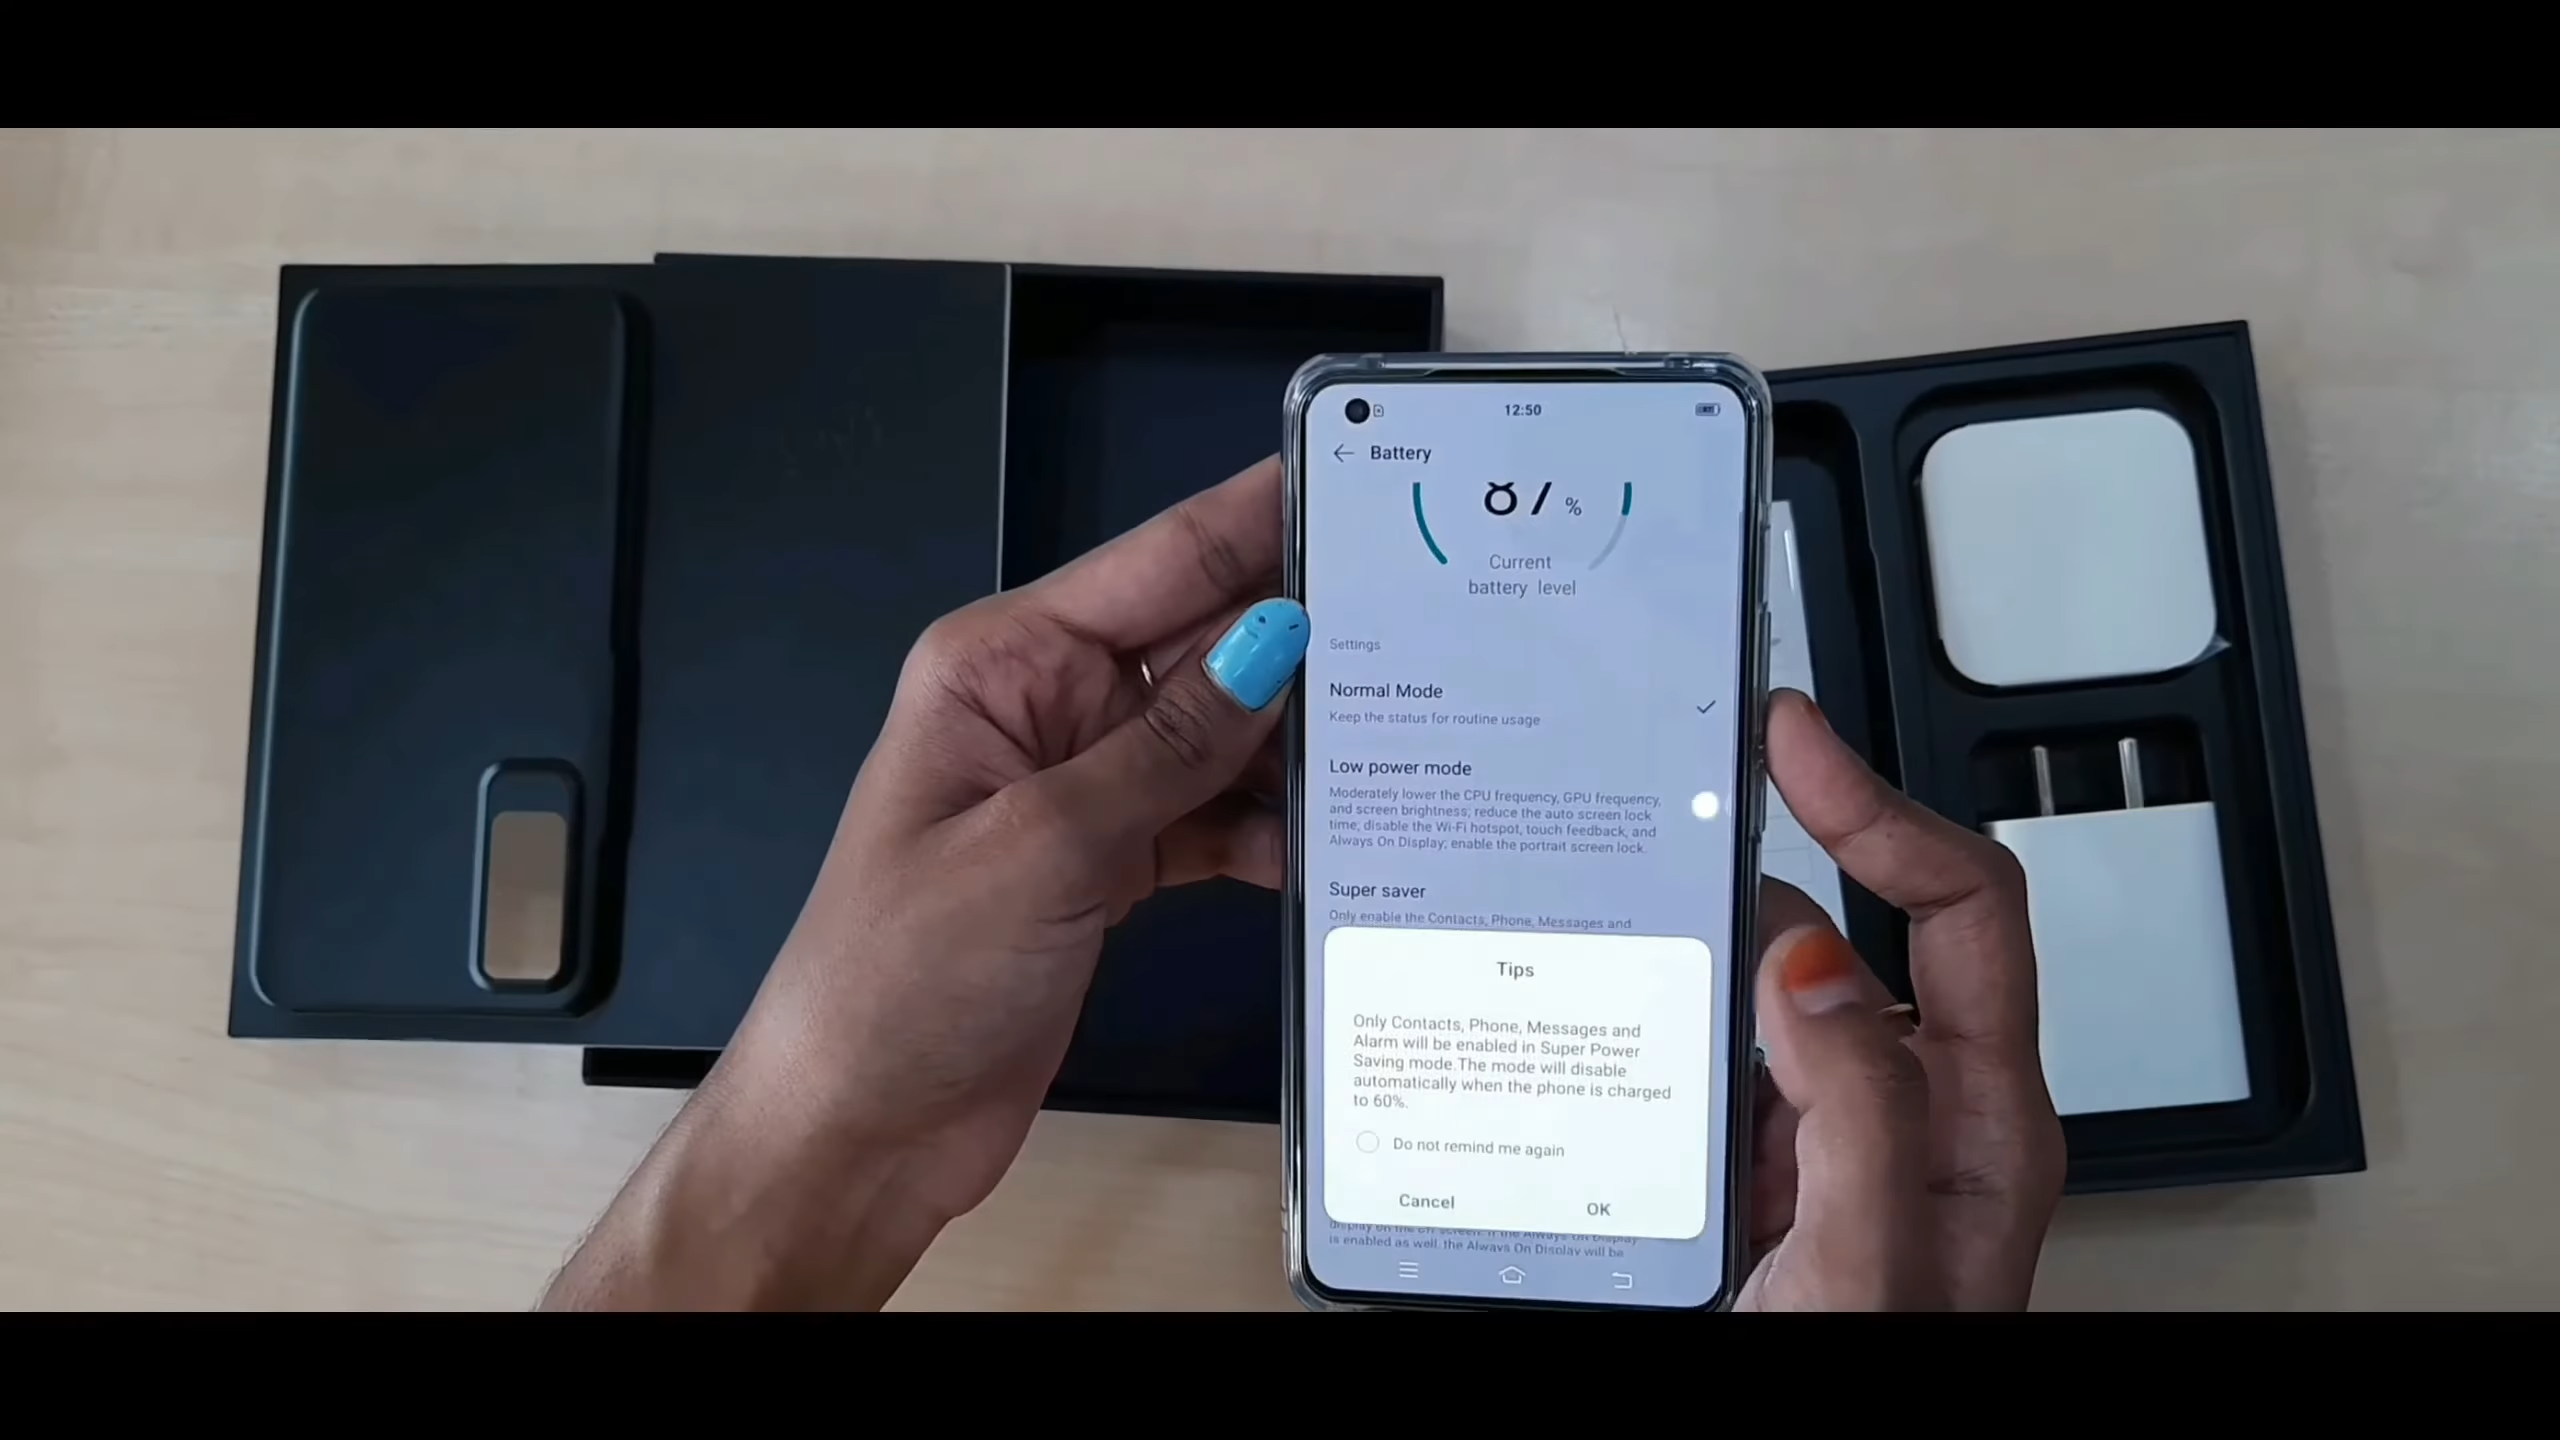 12:50
Battery
87 %
Current
battery level
Settings
Normal Mode
Keep the status for routine usage
Low power mode
Moderately lower the CPU frequency, GPU frequency,
and screen brightness; reduce the auto screen lock
time; disable the Wi-Fi hotspot, touch feedback, and
Always On Display; enable the portrait screen lock.
Super saver
Only enable the Contacts, Phone, Messages and
Tips
Only Contacts, Phone, Messages and
Alarm will be enabled in Super Power
Saving mode.The mode will disable
automatically when the phone is charged
to 60%.
Do not remind me again
Cancel
OK
is enabled as well, the Always On Display will be